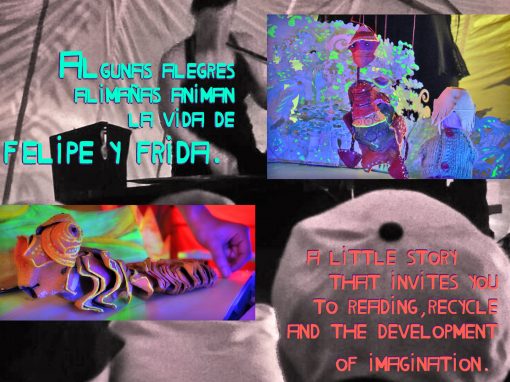 Algunas alegres
alimañas animan
la vida de
Felipe y Frida.
A little story
that invites you
to reading, recycle
and the development
of imagination.